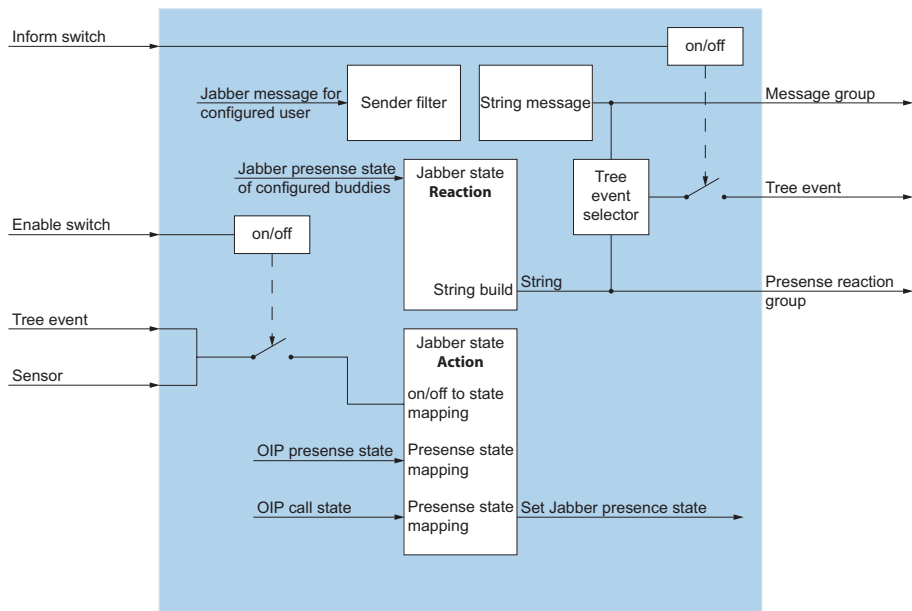 Inform switch
on/off
Jabber message for
configured user
Sender filter
String message
Message group
Jabber presense state
of configured buddies
Jabber state
Reaction
Tree
event
selector
Tree event
Enable switch
on/off
String build
String
Presense reaction
group
Tree event
Sensor
Jabber state
Action
on/off to state
mapping
OIP presense state
Presense state
mapping
OIP call state
Presense state
mapping
Set Jabber presence state